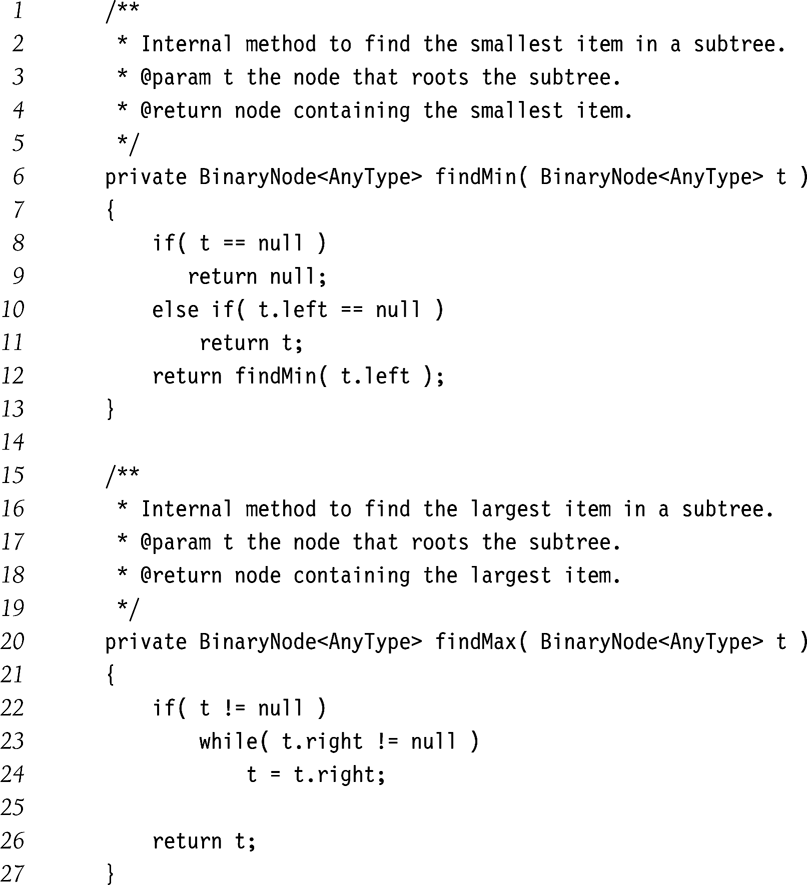 1 /**
2  * Internal method to find the smallest item in a subtree.
3  * @param t the node that roots the subtree.
4  * @return node containing the smallest item.
5  */
6 private BinaryNode<AnyType> findMin( BinaryNode<AnyType> t )
7 {
8     if( t == null )
9        return null;
10     else if( t.left == null )
11         return t;
12     return findMin( t.left );
13 }
14
15 /**
16  * Internal method to find the largest item in a subtree.
17  * @param t the node that roots the subtree.
18  * @return node containing the largest item.
19  */
20 private BinaryNode<AnyType> findMax( BinaryNode<AnyType> t )
21 {
22     if( t != null )
23         while( t.right != null )
24             t = t.right;
25
26     return t;
27 }